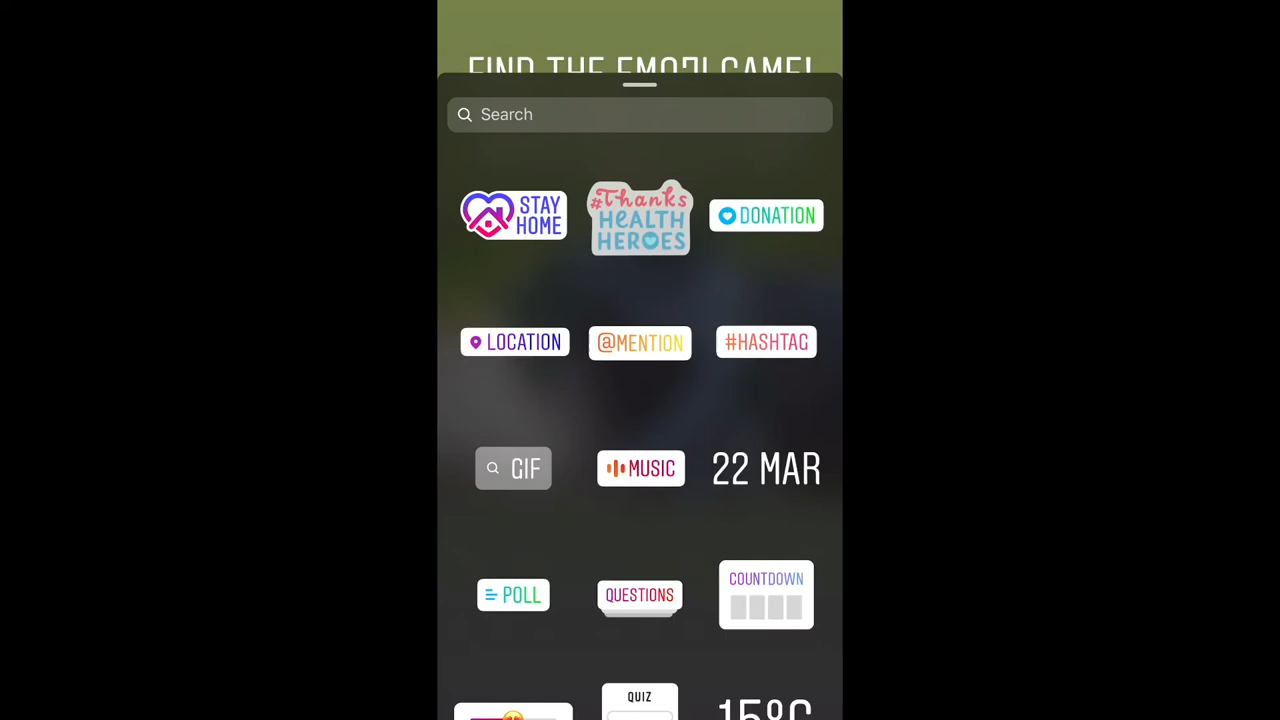 FIND THE EMOJI GAME!
Search
STAY
HOME
#Thanks
HEALTH
HEROES
DONATION
LOCATION
@MENTION
#HASHTAG
GIF
MUSIC
22 MAR
POLL
QUESTIONS
COUNTDOWN
QUIZ
15°C